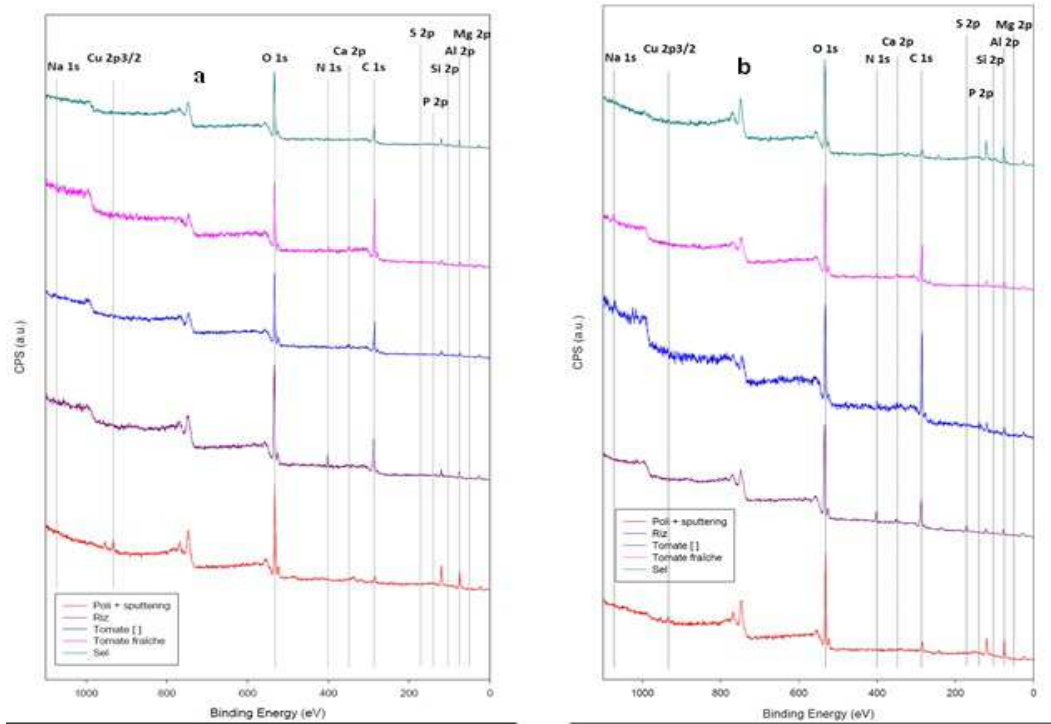 Na 1s
Cu 2p3/2
a
O 1s
N 1s
Ca 2p
C 1s
S 2p
P 2p
Si 2p
Al 2p
Mg 2p
CPS (a.u.)
Poli + sputtering
Riz
Tomate [ ]
Tomate fraîche
Sel
1000 800 600 400 200 0
Binding Energy (eV)
Na 1s
Cu 2p3/2
b
O 1s
N 1s
Ca 2p
C 1s
S 2p
P 2p
Si 2p
Al 2p
Mg 2p
CPS (a.u.)
Poli + sputtering
Riz
Tomate [ ]
Tomate fraîche
Sel
1000 800 600 400 200 0
Binding Energy (eV)